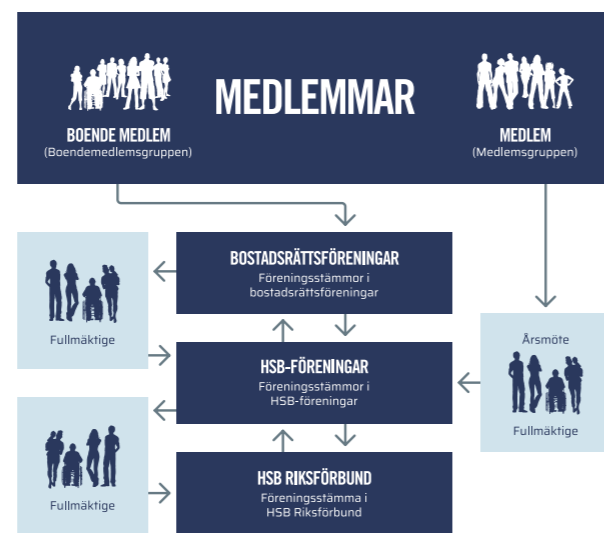 MEDLEMMAR
BOENDE MEDLEM
(Boendemedlemsgruppen)
MEDLEM
(Medlemsgruppen)
BOSTADSRÄTTSFÖRENINGAR
Föreningsstämmor i
bostadsrättsföreningar
Fullmäktige
Årsmöte
Fullmäktige
HSB-FÖRENINGAR
Föreningsstämmor i
HSB-föreningar
Fullmäktige
HSB RIKSFÖRBUND
Föreningsstämma i
HSB Riksförbund